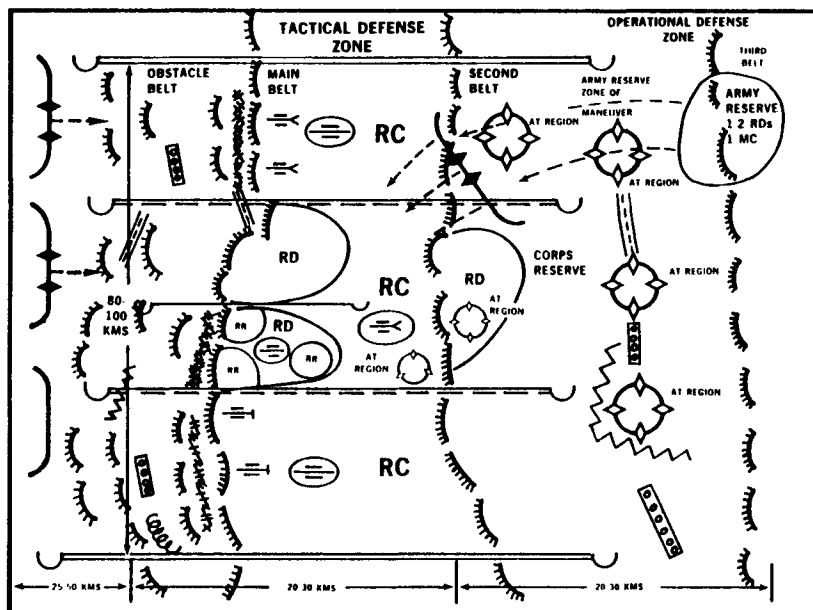 TACTICAL DEFENSE
ZONE
OPERATIONAL DEFENSE
ZONE
OBSTACLE
BELT
MAIN
BELT
SECOND
BELT
THIRD
BELT
ARMY RESERVE
ZONE OF
MANEUVER
AT REGION
ARMY
RESERVE
1 2 RDs
1 MC
RC
AT REGION
RD
RC
CORPS
RESERVE
RD
AT REGION
80-
100
KMS
RR
RD
AT
REGION
RR
RR
AT
REGION
AT REGION
RC
25-50 KMS
20-30 KMS
20-30 KMS